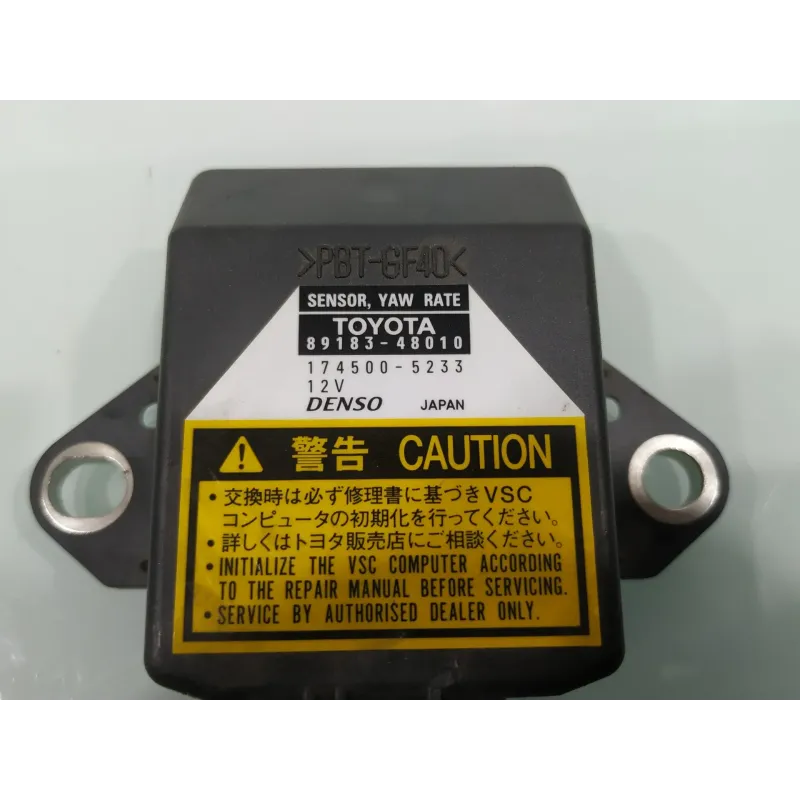 >PBT-GF40<
SENSOR, YAW RATE
TOYOTA
89183-48010
174500-5233
12V
DENSO JAPAN
警告 CAUTION
・交換時は必ず修理書に基づきVSC
コンピュータの初期化を行ってください。
・詳しくはトヨタ販売店にご相談ください。
・INITIALIZE THE VSC COMPUTER ACCORDING
TO THE REPAIR MANUAL BEFORE SERVICING.
・SERVICE BY AUTHORISED DEALER ONLY.